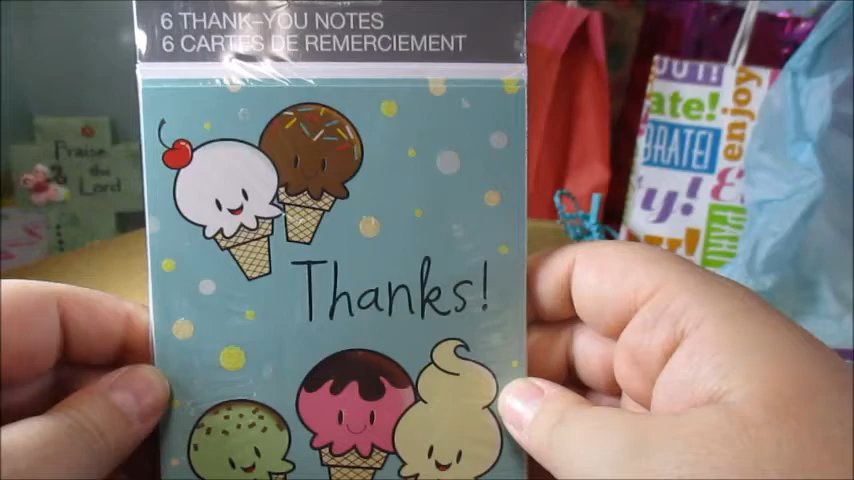 6 THANK-YOU NOTES
6 CARTES DE REMERCIEMENT
Thanks!
Praise
the Lord
ate!
enjoy
BRATE!
y!